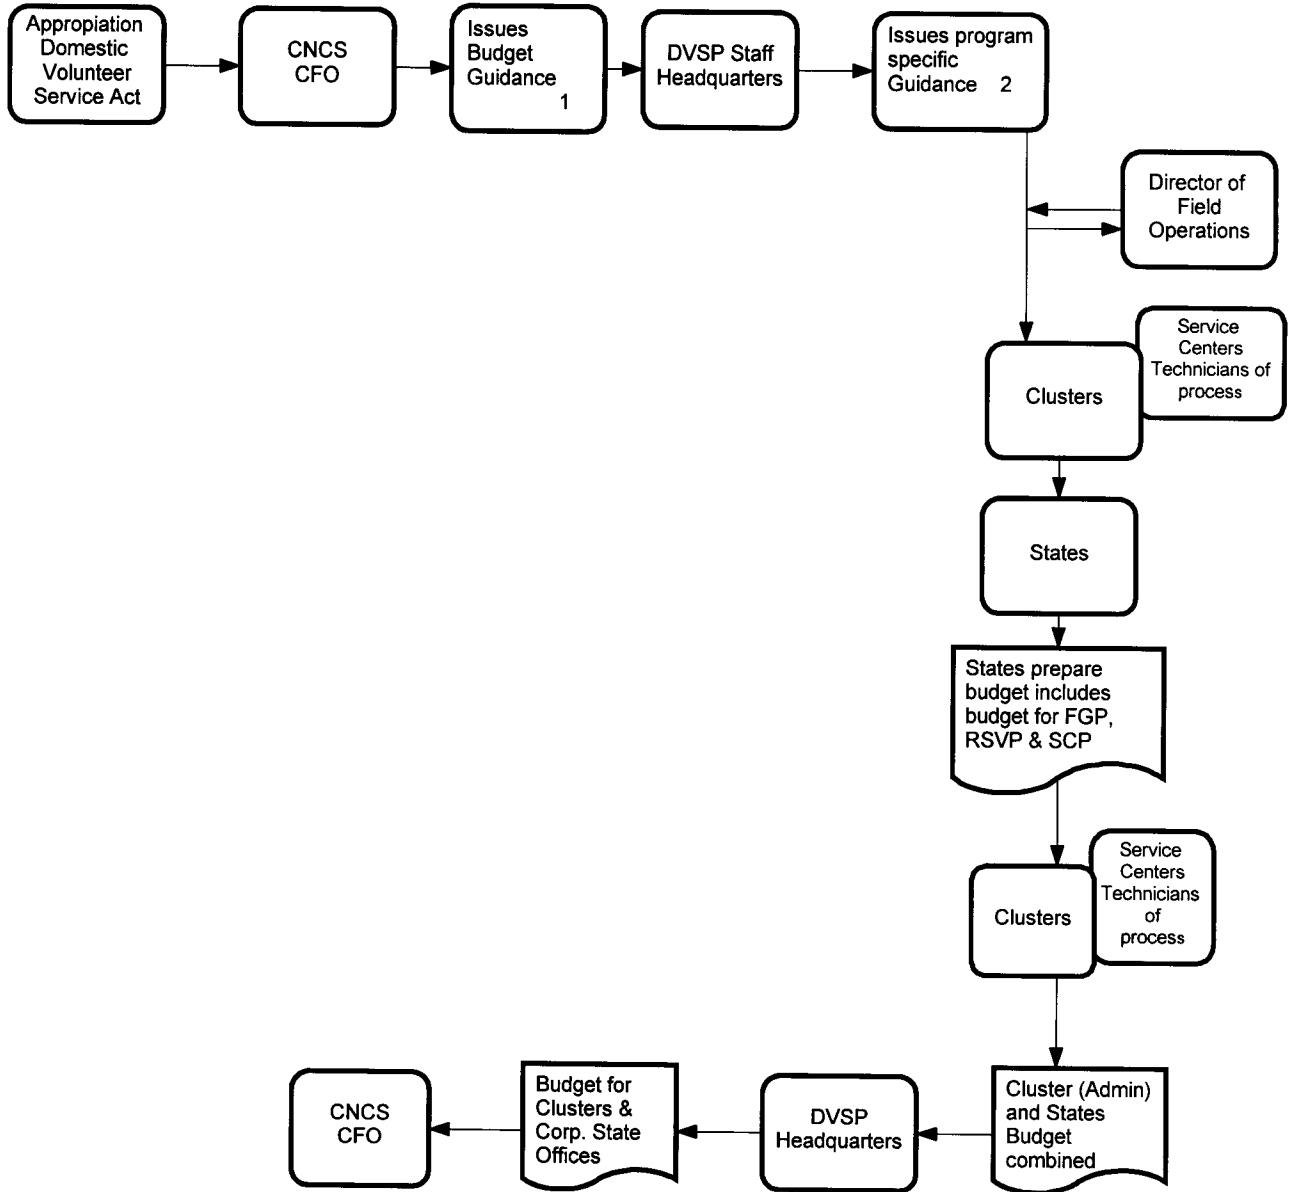 Appropiation
Domestic
Volunteer
Service Act
CNCS
CFO
Issues
Budget
Guidance
1
DVSP Staff
Headquarters
Issues program
specific
Guidance 2
Director of
Field
Operations
Service
Centers
Technicians of
process
Clusters
States
States prepare
budget includes
budget for FGP,
RSVP & SCP
Service
Centers
Technicians
of
process
Clusters
Cluster (Admin)
and States
Budget
combined
DVSP
Headquarters
Budget for
Clusters &
Corp. State
Offices
CNCS
CFO